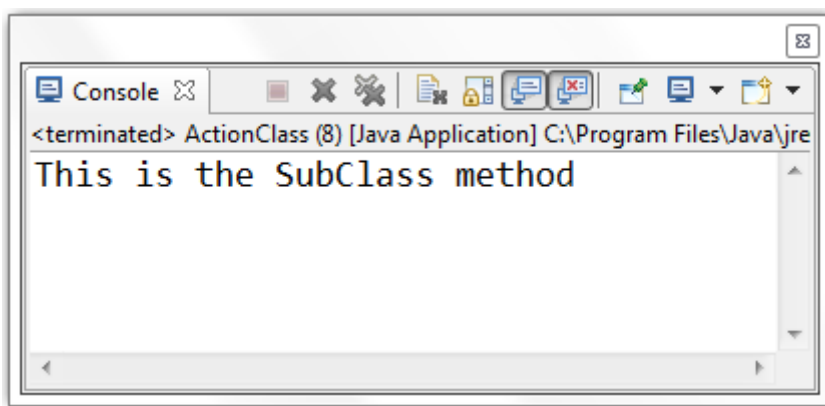 Console
<terminated> ActionClass (8) [Java Application] C:\Program Files\Java\jre
This is the SubClass method